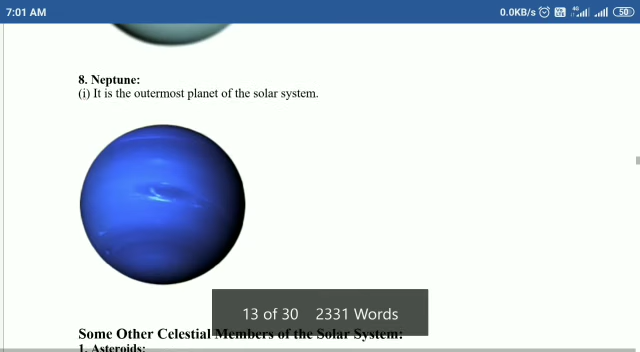 7:01 AM
0.0KB/s 4G 50
8. Neptune:
(i) It is the outermost planet of the solar system.
13 of 30 2331 Words
Some Other Celestial Members of the Solar System:
1. Asteroids: